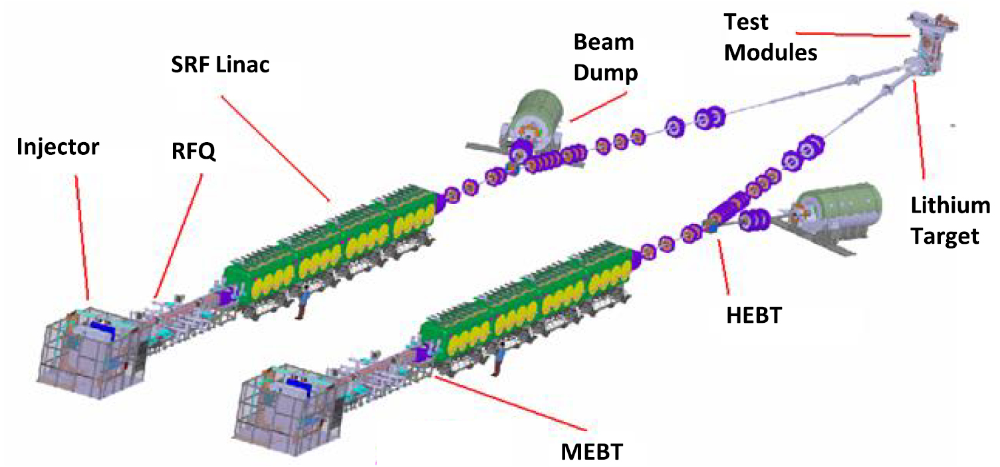 Test
Modules
Beam
Dump
SRF Linac
Injector
RFQ
Lithium
Target
HEBT
MEBT